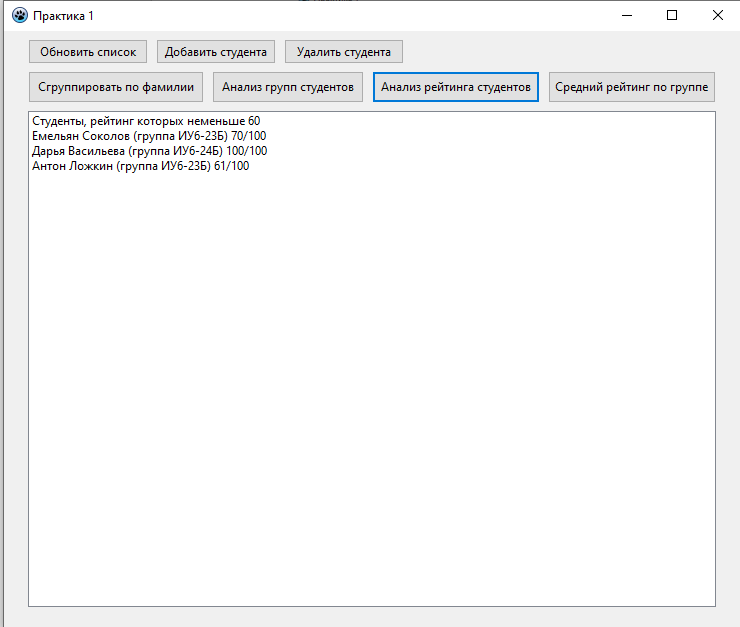 Практика 1
Обновить список Добавить студента Удалить студента
Сгруппировать по фамилии Анализ групп студентов Анализ рейтинга студентов Средний рейтинг по группе
Студенты, рейтинг которых неменьше 60
Емельян Соколов (группа ИУ6-23Б) 70/100
Дарья Васильева (группа ИУ6-24Б) 100/100
Антон Ложкин (группа ИУ6-23Б) 61/100